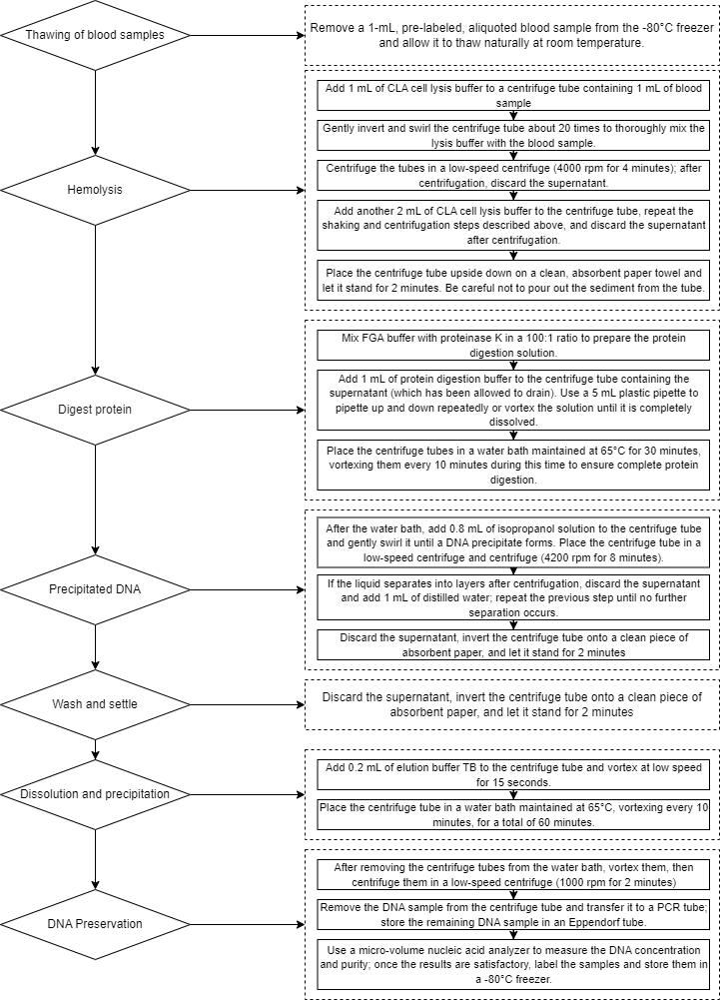 Thawing of blood samples
Remove a 1-mL, pre-labeled, aliquoted blood sample from the -80°C freezer
and allow it to thaw naturally at room temperature.
Hemolysis
Add 1 mL of CLA cell lysis buffer to a centrifuge tube containing 1 mL of blood
sample
Gently invert and swirl the centrifuge tube about 20 times to thoroughly mix the
lysis buffer with the blood sample.
Centrifuge the tubes in a low-speed centrifuge (4000 rpm for 4 minutes); after
centrifugation, discard the supernatant.
Add another 2 mL of CLA cell lysis buffer to the centrifuge tube, repeat the
shaking and centrifugation steps described above, and discard the supernatant
after centrifugation.
Place the centrifuge tube upside down on a clean, absorbent paper towel and
let it stand for 2 minutes. Be careful not to pour out the sediment from the tube.
Digest protein
Mix FGA buffer with proteinase K in a 100:1 ratio to prepare the protein
digestion solution.
Add 1 mL of protein digestion buffer to the centrifuge tube containing the
supernatant (which has been allowed to drain). Use a 5 mL plastic pipette to
pipette up and down repeatedly or vortex the solution until it is completely
dissolved.
Place the centrifuge tubes in a water bath maintained at 65°C for 30 minutes,
vortexing them every 10 minutes during this time to ensure complete protein
digestion.
Precipitated DNA
After the water bath, add 0.8 mL of isopropanol solution to the centrifuge tube
and gently swirl it until a DNA precipitate forms. Place the centrifuge tube in a
low-speed centrifuge and centrifuge (4200 rpm for 8 minutes).
If the liquid separates into layers after centrifugation, discard the supernatant
and add 1 mL of distilled water; repeat the previous step until no further
separation occurs.
Discard the supernatant, invert the centrifuge tube onto a clean piece of
absorbent paper, and let it stand for 2 minutes
Wash and settle
Discard the supernatant, invert the centrifuge tube onto a clean piece of
absorbent paper, and let it stand for 2 minutes
Dissolution and precipitation
Add 0.2 mL of elution buffer TB to the centrifuge tube and vortex at low speed
for 15 seconds.
Place the centrifuge tube in a water bath maintained at 65°C, vortexing every 10
minutes, for a total of 60 minutes.
DNA Preservation
After removing the centrifuge tubes from the water bath, vortex them, then
centrifuge them in a low-speed centrifuge (1000 rpm for 2 minutes)
Remove the DNA sample from the centrifuge tube and transfer it to a PCR tube;
store the remaining DNA sample in an Eppendorf tube.
Use a micro-volume nucleic acid analyzer to measure the DNA concentration
and purity; once the results are satisfactory, label the samples and store them in
a -80°C freezer.